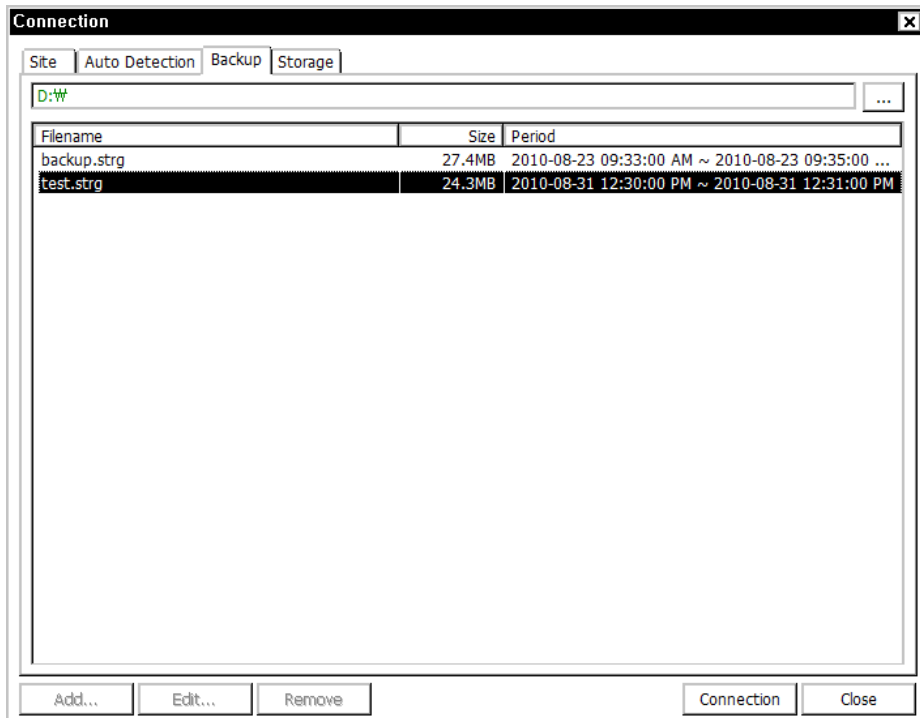 Connection
Site Auto Detection Backup Storage
D:₩ ...
Filename Size Period
backup.strg 27.4MB 2010-08-23 09:33:00 AM ~ 2010-08-23 09:35:00 ...
test.strg 24.3MB 2010-08-31 12:30:00 PM ~ 2010-08-31 12:31:00 PM
Add... Edit... Remove Connection Close